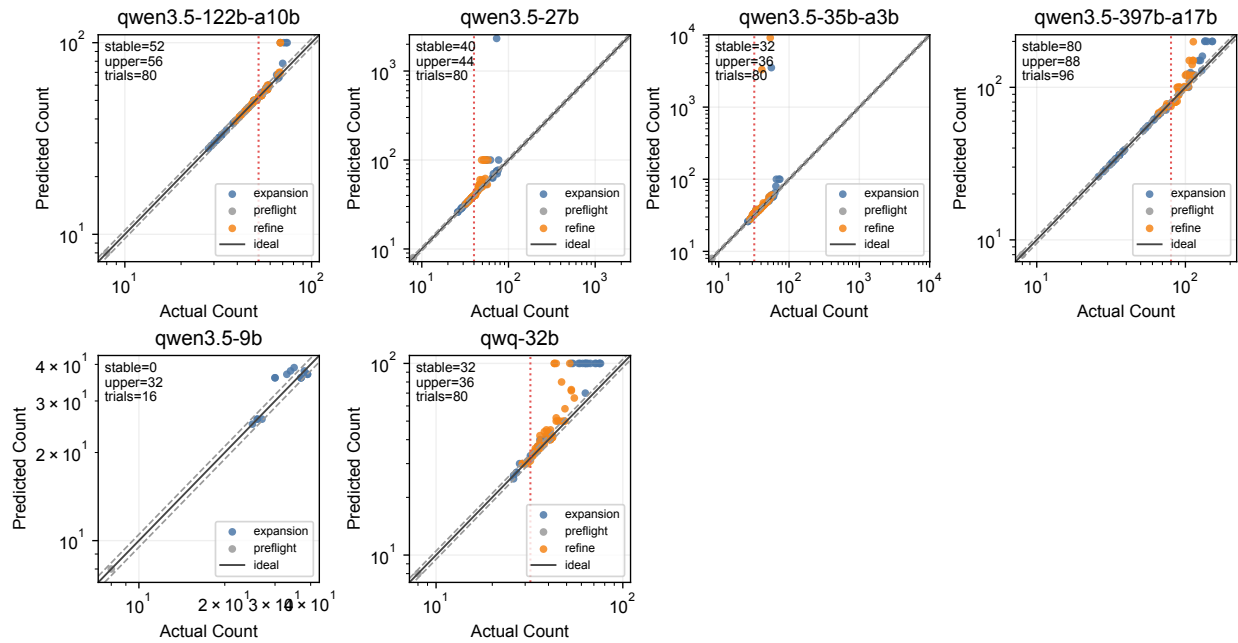 qwen3.5-122b-a10b
stable=52
upper=56
trials=80
10²
10¹
Predicted Count
expansion
preflight
refine
ideal
10¹
10²
Actual Count
qwen3.5-27b
stable=40
upper=44
trials=80
10³
10²
10¹
Predicted Count
expansion
preflight
refine
ideal
10¹
10²
10³
Actual Count
qwen3.5-35b-a3b
stable=32
upper=36
trials=80
10⁴
10³
10²
10¹
Predicted Count
expansion
preflight
refine
ideal
10¹
10²
10³
10⁴
Actual Count
qwen3.5-397b-a17b
stable=80
upper=88
trials=96
10²
10¹
Predicted Count
expansion
preflight
refine
ideal
10¹
10²
Actual Count
qwen3.5-9b
stable=0
upper=32
trials=16
4 × 10¹
3 × 10¹
2 × 10¹
10¹
Predicted Count
expansion
preflight
ideal
10¹
2 × 10¹
3 × 10¹
4 × 10¹
Actual Count
qwq-32b
stable=32
upper=36
trials=80
10²
10¹
Predicted Count
expansion
preflight
refine
ideal
10¹
10²
Actual Count